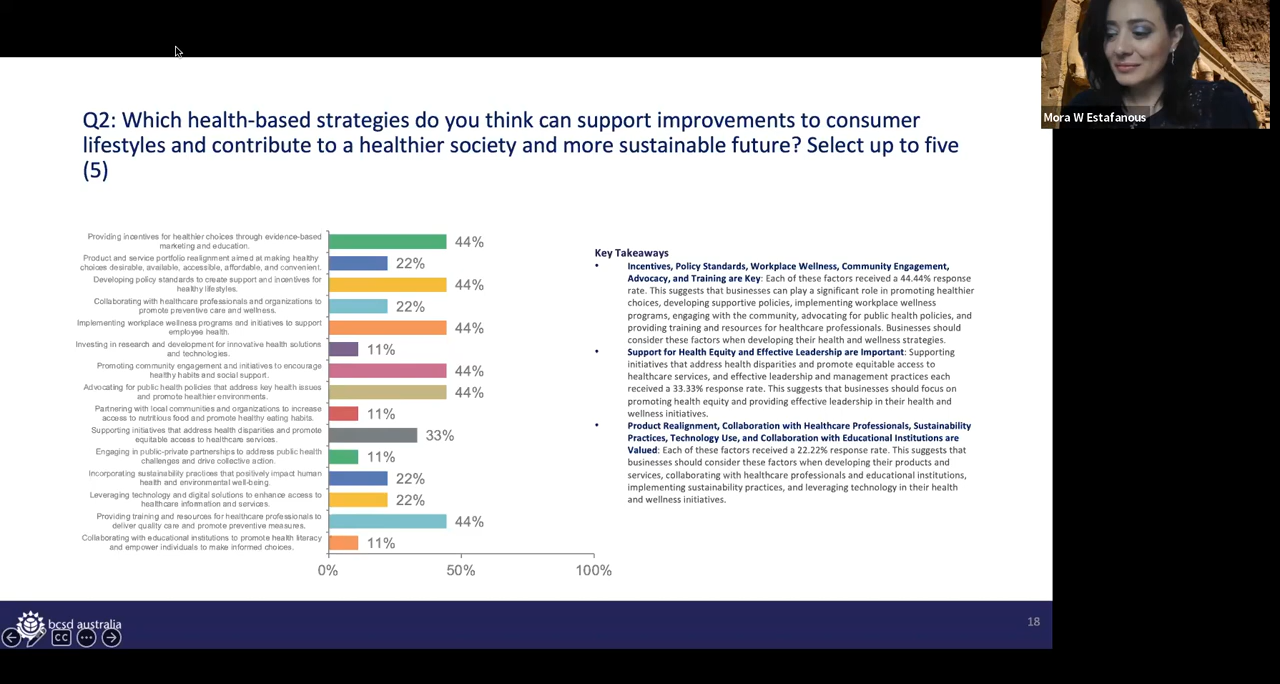 Mora W Estafanous
Q2: Which health-based strategies do you think can support improvements to consumer
lifestyles and contribute to a healthier society and more sustainable future? Select up to five
(5)
Providing incentives for healthier choices through evidence-based
marketing and education.
44%
Product and service portfolio realignment aimed at making healthy
choices desirable, available, accessible, affordable, and convenient.
22%
Developing policy standards to create support and incentives for
healthy lifestyles.
44%
Collaborating with healthcare professionals and organizations to
promote preventive care and wellness.
22%
Implementing workplace wellness programs and initiatives to support
employee health.
44%
Investing in research and development for innovative health solutions
and technologies.
11%
Promoting community engagement and initiatives to encourage
healthy habits and social support.
44%
Advocating for public health policies that address key health issues
and promote healthier environments.
44%
Partnering with local communities and organizations to increase
access to nutritious food and promote healthy eating habits.
11%
Supporting initiatives that address health disparities and promote
equitable access to healthcare services.
33%
Engaging in public-private partnerships to address public health
challenges and drive collective action.
11%
Incorporating sustainability practices that positively impact human
health and environmental well-being.
22%
Leveraging technology and digital solutions to enhance access to
healthcare information and services.
22%
Providing training and resources for healthcare professionals to
deliver quality care and promote preventive measures.
44%
Collaborating with educational institutions to promote health literacy
and empower individuals to make informed choices.
11%
0% 50% 100%
Key Takeaways
• Incentives, Policy Standards, Workplace Wellness, Community Engagement,
Advocacy, and Training are Key: Each of these factors received a 44.44% response
rate. This suggests that businesses can play a significant role in promoting healthier
choices, developing supportive policies, implementing workplace wellness
programs, engaging with the community, advocating for public health policies, and
providing training and resources for healthcare professionals. Businesses should
consider these factors when developing their health and wellness strategies.
• Support for Health Equity and Effective Leadership are Important: Supporting
initiatives that address health disparities and promote equitable access to
healthcare services, and effective leadership and management practices each
received a 33.33% response rate. This suggests that businesses should focus on
promoting health equity and providing effective leadership in their health and
wellness initiatives.
• Product Realignment, Collaboration with Healthcare Professionals, Sustainability
Practices, Technology Use, and Collaboration with Educational Institutions are
Valued: Each of these factors received a 22.22% response rate. This suggests that
businesses should consider these factors when developing their products and
services, collaborating with healthcare professionals and educational institutions,
implementing sustainability practices, and leveraging technology in their health
and wellness initiatives.
bcsd australia
CC
18